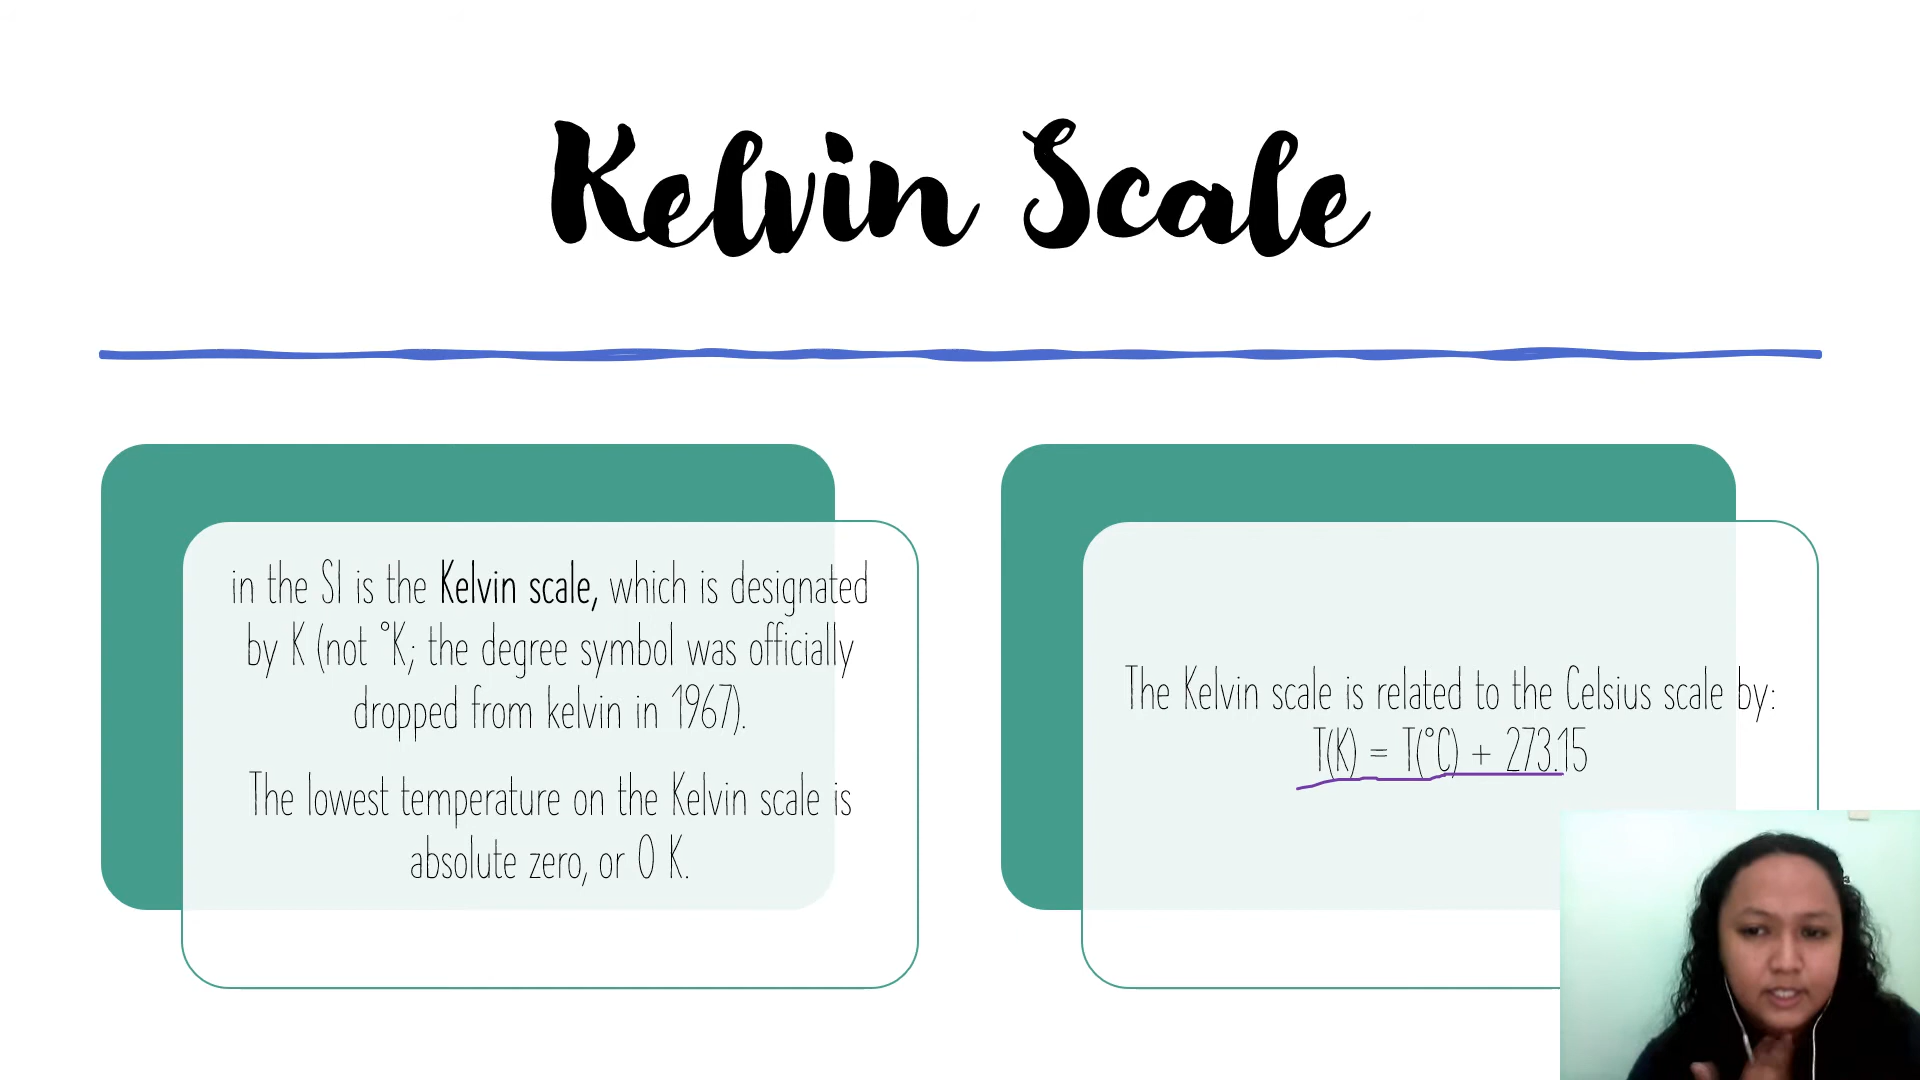 Kelvin Scale
in the SI is the Kelvin scale, which is designated
by K (not °K; the degree symbol was officially
dropped from kelvin in 1967).
The lowest temperature on the Kelvin scale is
absolute zero, or 0 K.
The Kelvin scale is related to the Celsius scale by:
T(K) = T(°C) + 273.15